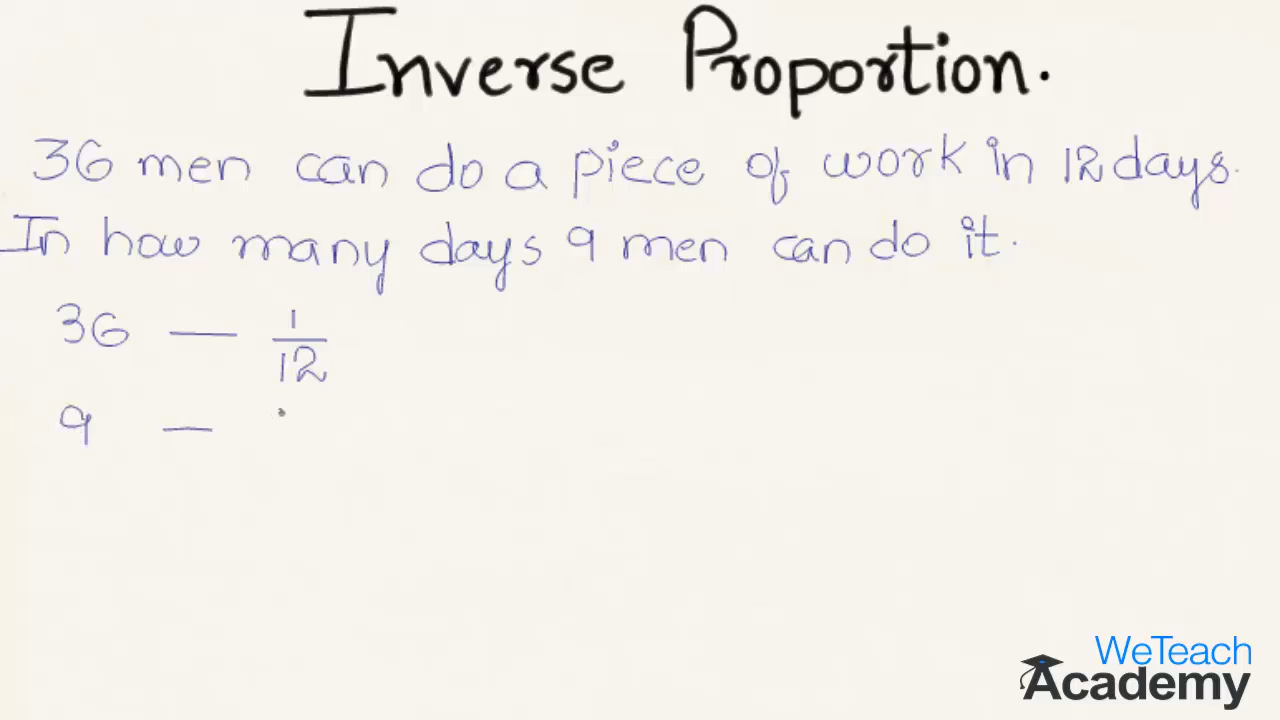 Inverse Proportion.
36 men can do a piece of work in 12 days.
In how many days 9 men can do it.
36 — 1/12
9 —
WeTeach
Academy